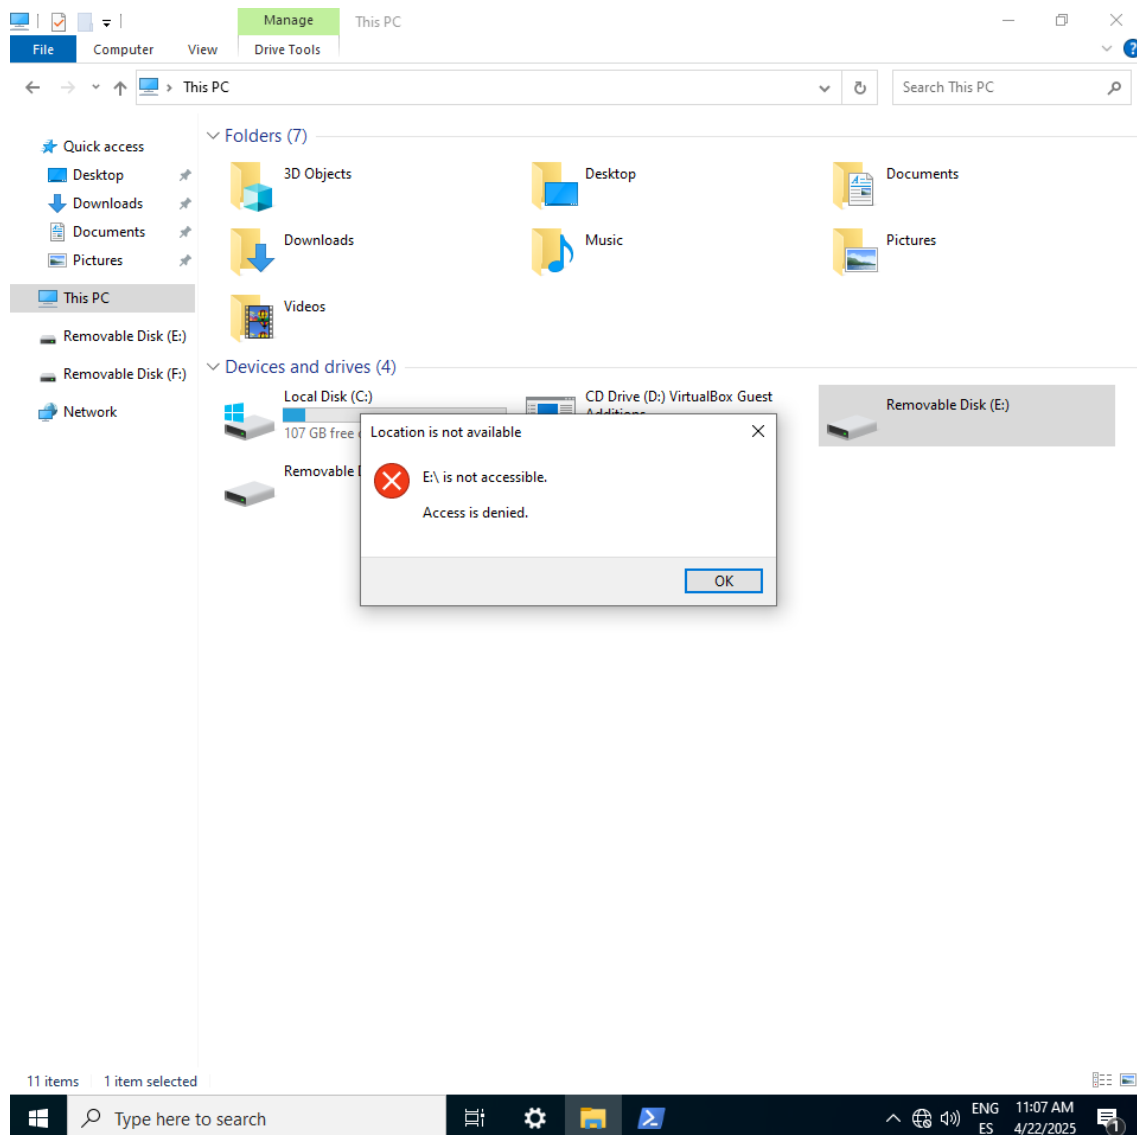 Manage
This PC
File
Computer
View
Drive Tools
This PC
Search This PC
Quick access
Desktop
Downloads
Documents
Pictures
This PC
Removable Disk (E:)
Removable Disk (F:)
Network
Folders (7)
3D Objects
Desktop
Documents
Downloads
Music
Pictures
Videos
Devices and drives (4)
Local Disk (C:)
107 GB free
CD Drive (D:) VirtualBox Guest
Additions
Removable Disk (E:)
Removable
Location is not available
E:\ is not accessible.
Access is denied.
OK
11 items
1 item selected
Type here to search
ENG
ES
11:07 AM
4/22/2025
1